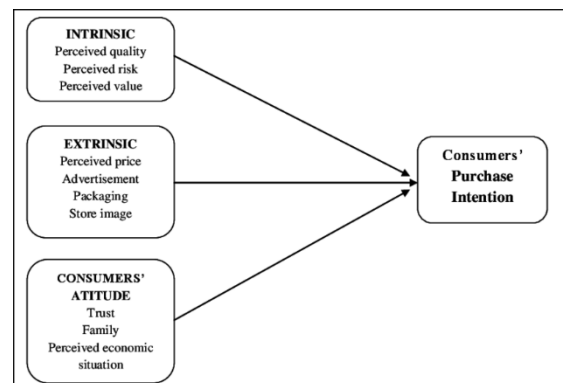 INTRINSIC
Perceived quality
Perceived risk
Perceived value
EXTRINSIC
Perceived price
Advertisement
Packaging
Store image
CONSUMERS’
ATITUDE
Trust
Family
Perceived economic
situation
Consumers’
Purchase
Intention